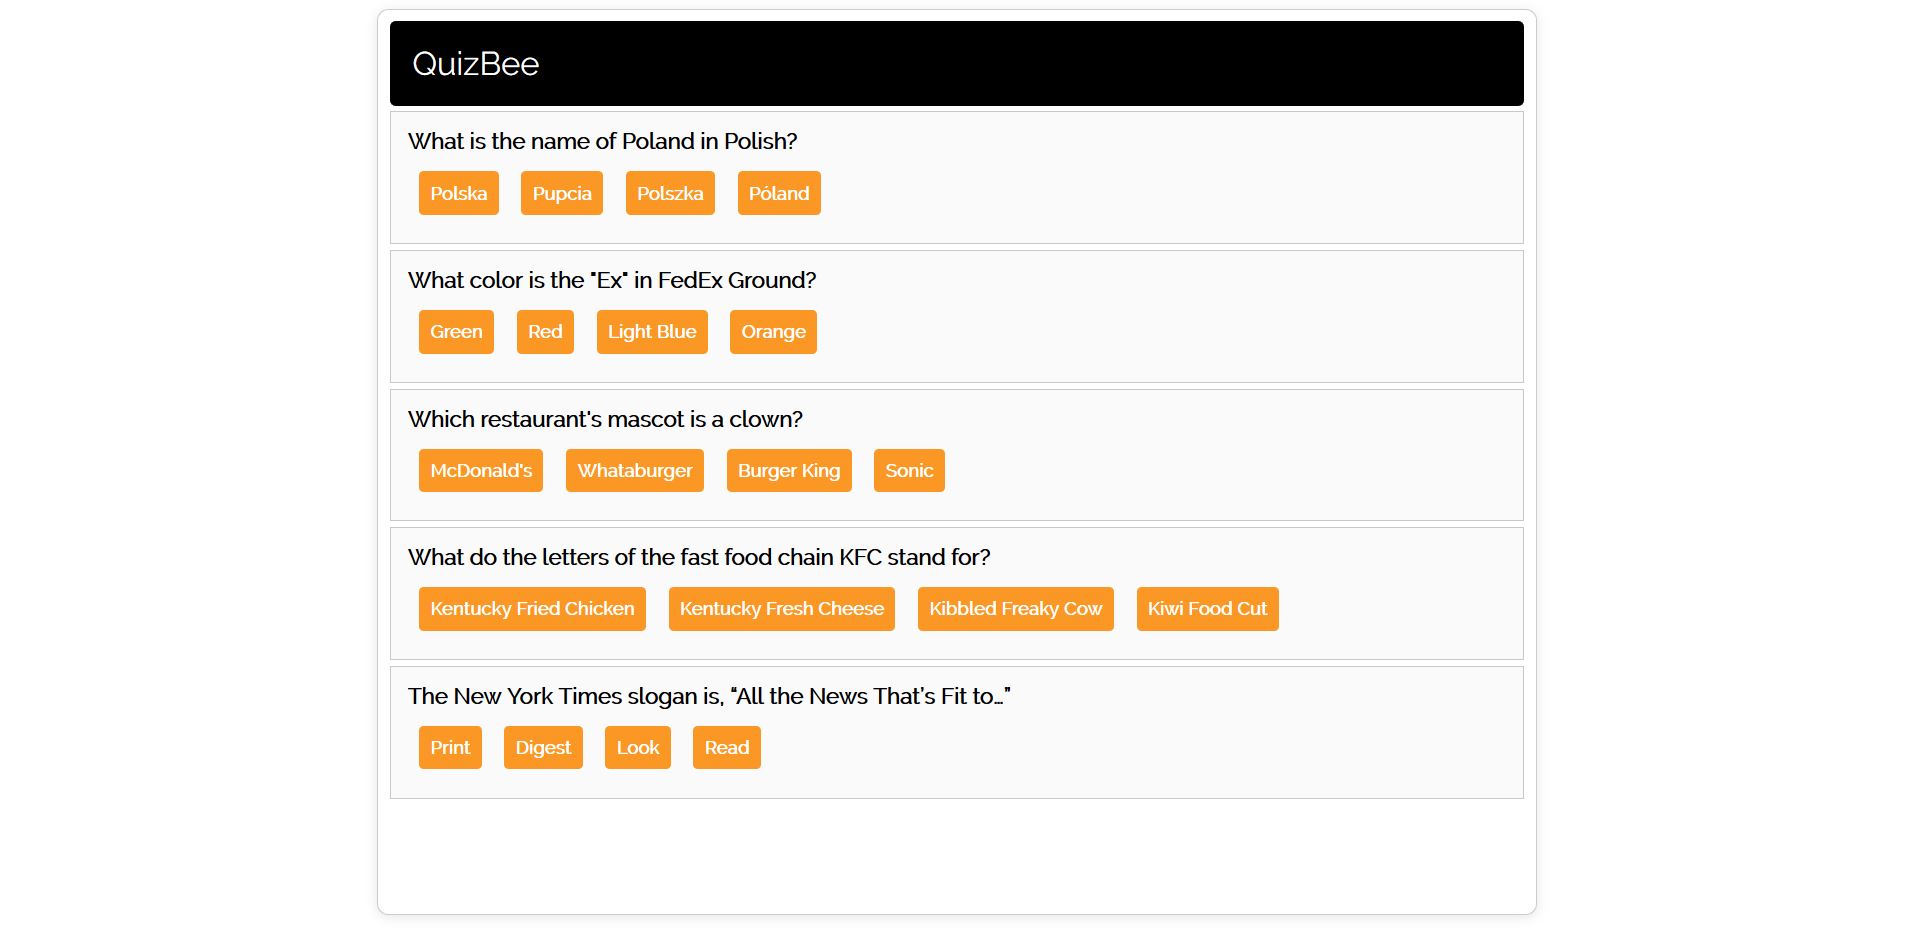 QuizBee
What is the name of Poland in Polish?
Polska Pupcia Polszka Póland
What color is the "Ex" in FedEx Ground?
Green Red Light Blue Orange
Which restaurant's mascot is a clown?
McDonald's Whataburger Burger King Sonic
What do the letters of the fast food chain KFC stand for?
Kentucky Fried Chicken Kentucky Fresh Cheese Kibbled Freaky Cow Kiwi Food Cut
The New York Times slogan is, “All the News That’s Fit to…”
Print Digest Look Read